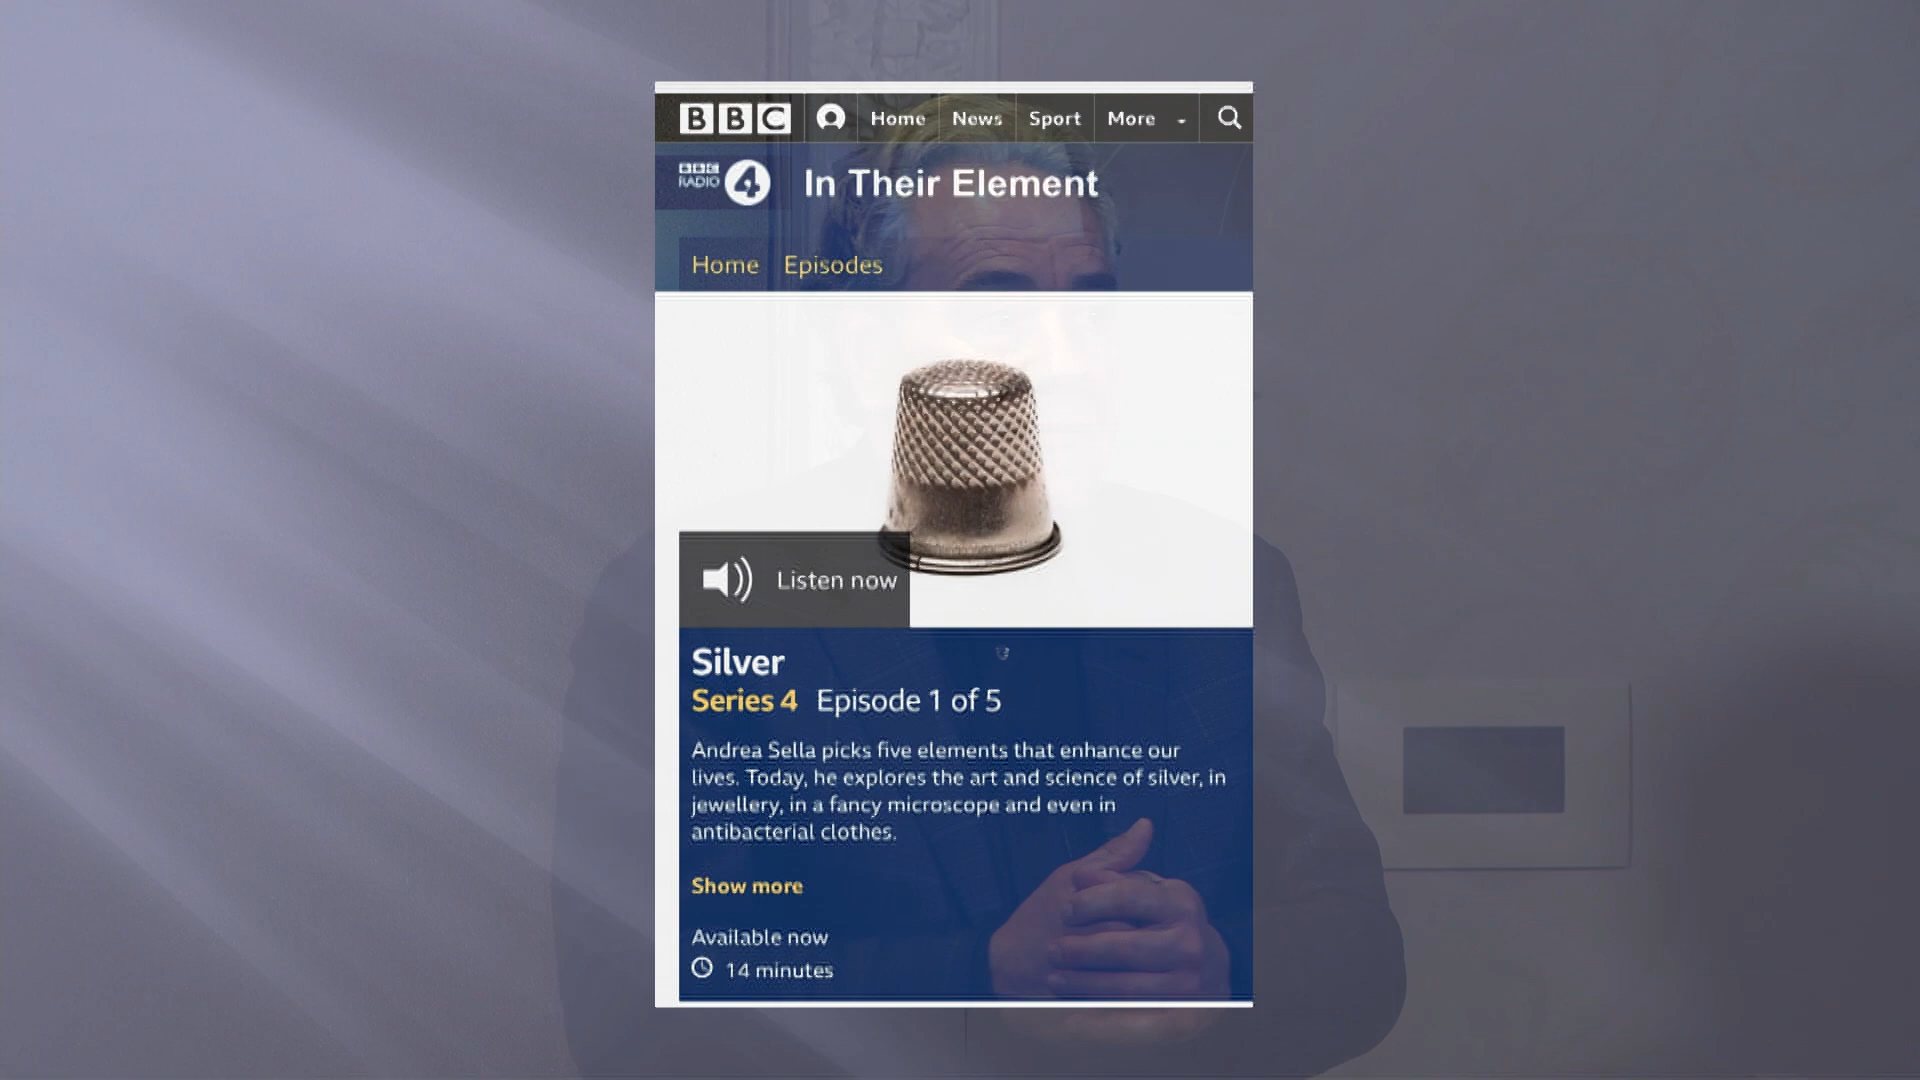 BBC Home News Sport More
BBC RADIO 4 In Their Element
Home Episodes
Listen now
Silver
Series 4 Episode 1 of 5
Andrea Sella picks five elements that enhance our
lives. Today, he explores the art and science of silver, in
jewellery, in a fancy microscope and even in
antibacterial clothes.
Show more
Available now
14 minutes